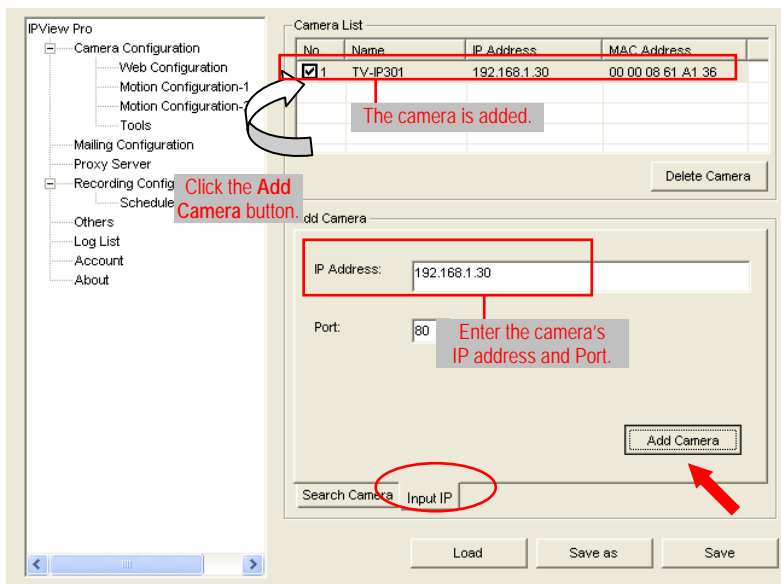 IPView Pro
Camera Configuration
Web Configuration
Motion Configuration-1
Motion Configuration-
Tools
Mailing Configuration
Proxy Server
Recording Config
Schedule
Others
Log List
Account
About
Camera List
No. Name IP Address MAC Address
1 TV-IP301 192.168.1.30 00 00 08 61 A1 36
The camera is added.
Click the Add
Camera button.
Delete Camera
dd Camera
IP Address: 192.168.1.30
Port: 80
Enter the camera's
IP address and Port.
Add Camera
Search Camera Input IP
Load Save as Save